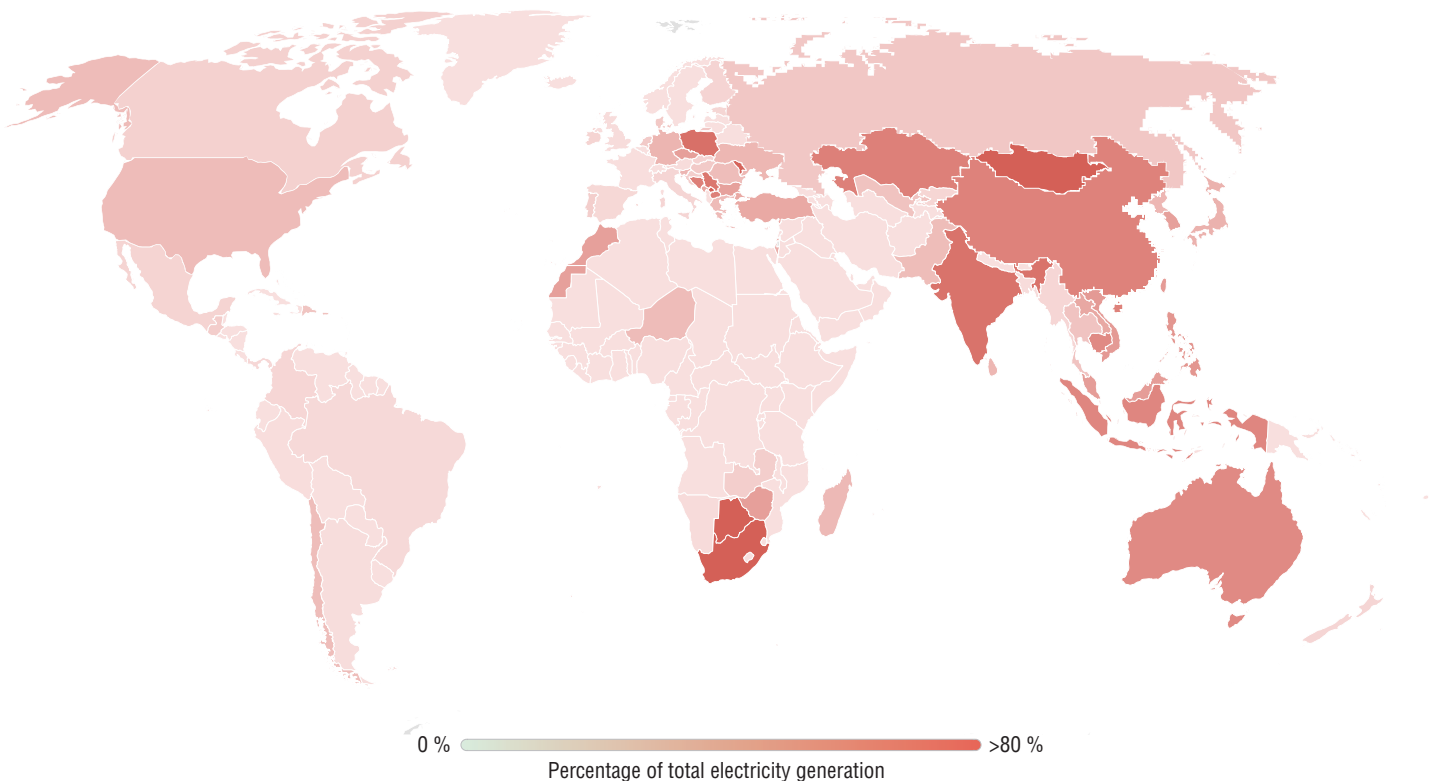 0 % >80 %
Percentage of total electricity generation